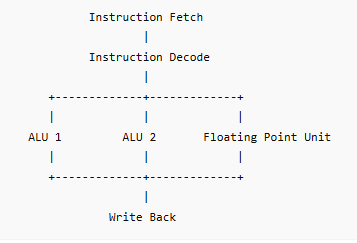 Instruction Fetch
Instruction Decode
ALU 1 ALU 2 Floating Point Unit
Write Back